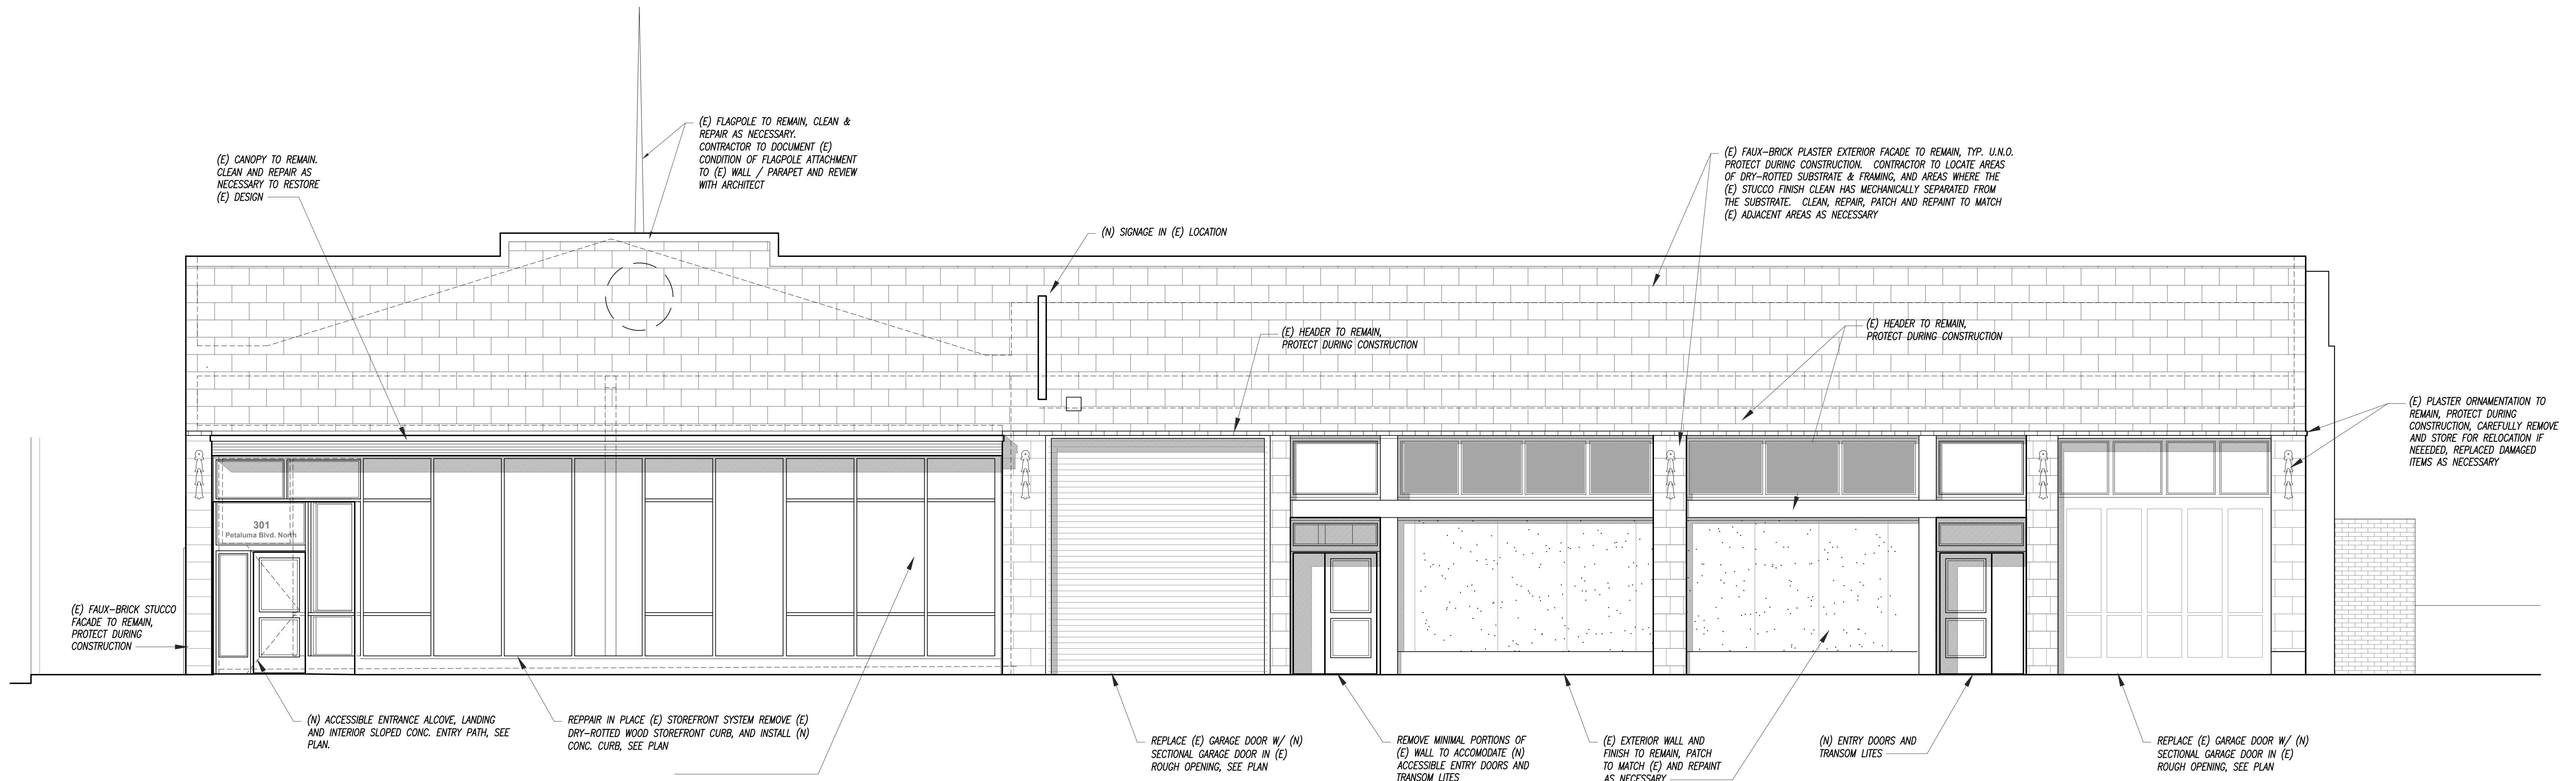 (E) FLAGPOLE TO REMAIN, CLEAN &
REPAIR AS NECESSARY.
CONTRACTOR TO DOCUMENT (E)
CONDITION OF FLAGPOLE ATTACHMENT
TO (E) WALL / PARAPET AND REVIEW
WITH ARCHITECT
(E) CANOPY TO REMAIN.
CLEAN AND REPAIR AS
NECESSARY TO RESTORE
(E) DESIGN
(E) FAUX-BRICK PLASTER EXTERIOR FACADE TO REMAIN, TYP. U.N.O.
PROTECT DURING CONSTRUCTION. CONTRACTOR TO LOCATE AREAS
OF DRY-ROTTED SUBSTRATE & FRAMING, AND AREAS WHERE THE
(E) STUCCO FINISH CLEAN HAS MECHANICALLY SEPARATED FROM
THE SUBSTRATE. CLEAN, REPAIR, PATCH AND REPAINT TO MATCH
(E) ADJACENT AREAS AS NECESSARY
(N) SIGNAGE IN (E) LOCATION
(E) HEADER TO REMAIN,
PROTECT DURING CONSTRUCTION
(E) HEADER TO REMAIN,
PROTECT DURING CONSTRUCTION
(E) PLASTER ORNAMENTATION TO
REMAIN, PROTECT DURING
CONSTRUCTION, CAREFULLY REMOVE
AND STORE FOR RELOCATION IF
NEEEDED, REPLACED DAMAGED
ITEMS AS NECESSARY
301
Petaluma Blvd. North
(E) FAUX-BRICK STUCCO
FACADE TO REMAIN,
PROTECT DURING
CONSTRUCTION
(N) ACCESSIBLE ENTRANCE ALCOVE, LANDING
AND INTERIOR SLOPED CONC. ENTRY PATH, SEE
PLAN.
REPPAIR IN PLACE (E) STOREFRONT SYSTEM REMOVE (E)
DRY-ROTTED WOOD STOREFRONT CURB, AND INSTALL (N)
CONC. CURB, SEE PLAN
REPLACE (E) GARAGE DOOR W/ (N)
SECTIONAL GARAGE DOOR IN (E)
ROUGH OPENING, SEE PLAN
REMOVE MINIMAL PORTIONS OF
(E) WALL TO ACCOMODATE (N)
ACCESSIBLE ENTRY DOORS AND
TRANSOM LITES
(E) EXTERIOR WALL AND
FINISH TO REMAIN, PATCH
TO MATCH (E) AND REPAINT
AS NECESSARY
(N) ENTRY DOORS AND
TRANSOM LITES
REPLACE (E) GARAGE DOOR W/ (N)
SECTIONAL GARAGE DOOR IN (E)
ROUGH OPENING, SEE PLAN